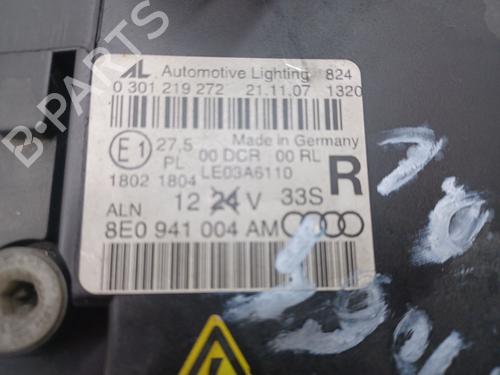 B-PARTS
AL Automotive Lighting 824
0 301 219 272 21.11.07 1320
E1 27,5 Made in Germany
PL 00 DCR 00 RL
1802 1804 LE03A6110 R
ALN 12 24 V 33S
8E0 941 004 AM